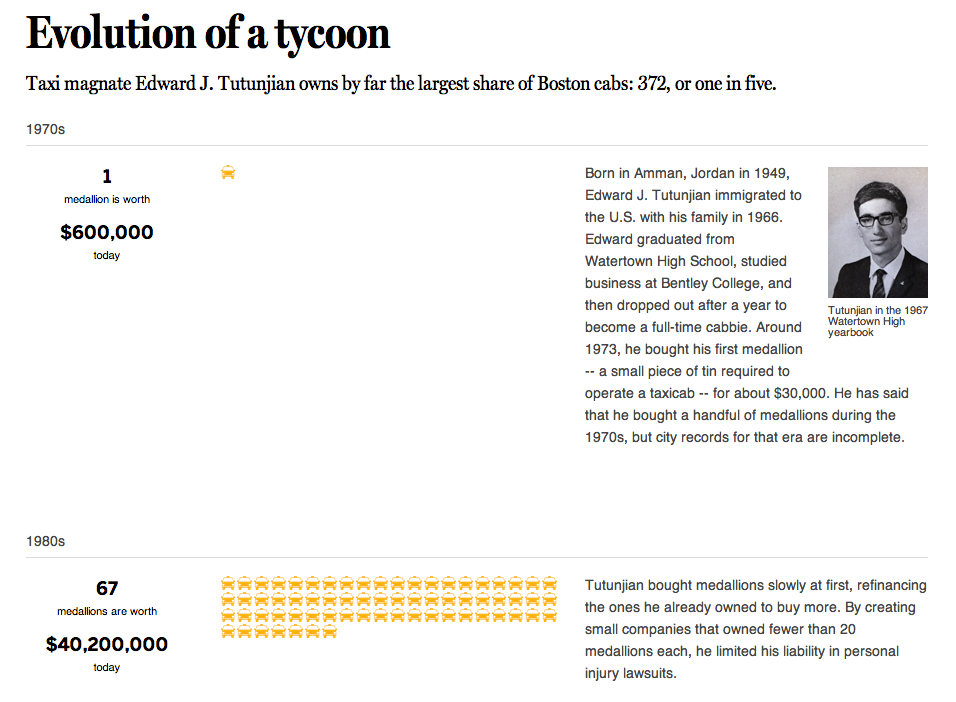 Evolution of a tycoon
Taxi magnate Edward J. Tutunjian owns by far the largest share of Boston cabs: 372, or one in five.
1970s
1
medallion is worth
$600,000
today
Born in Amman, Jordan in 1949,
Edward J. Tutunjian immigrated to
the U.S. with his family in 1966.
Edward graduated from
Watertown High School, studied
business at Bentley College, and
then dropped out after a year to
become a full-time cabbie. Around
1973, he bought his first medallion
-- a small piece of tin required to
operate a taxicab -- for about $30,000. He has said
that he bought a handful of medallions during the
1970s, but city records for that era are incomplete.
Tutunjian in the 1967
Watertown High
yearbook
1980s
67
medallions are worth
$40,200,000
today
Tutunjian bought medallions slowly at first, refinancing
the ones he already owned to buy more. By creating
small companies that owned fewer than 20
medallions each, he limited his liability in personal
injury lawsuits.